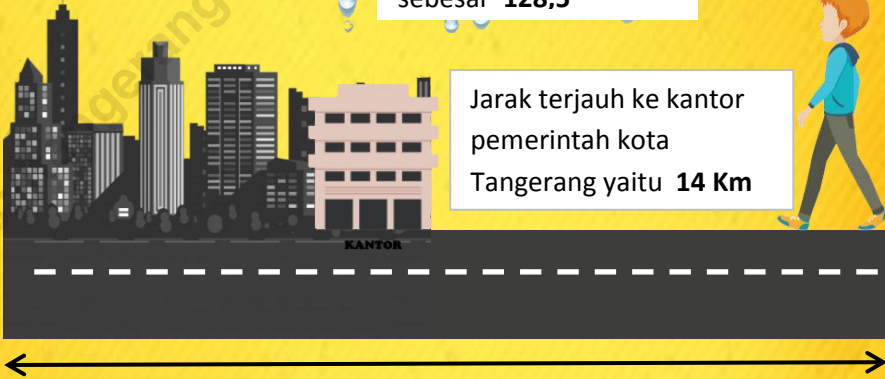 sebesar 128,5
Jarak terjauh ke kantor
pemerintah kota
Tangerang yaitu 14 Km
KANTOR